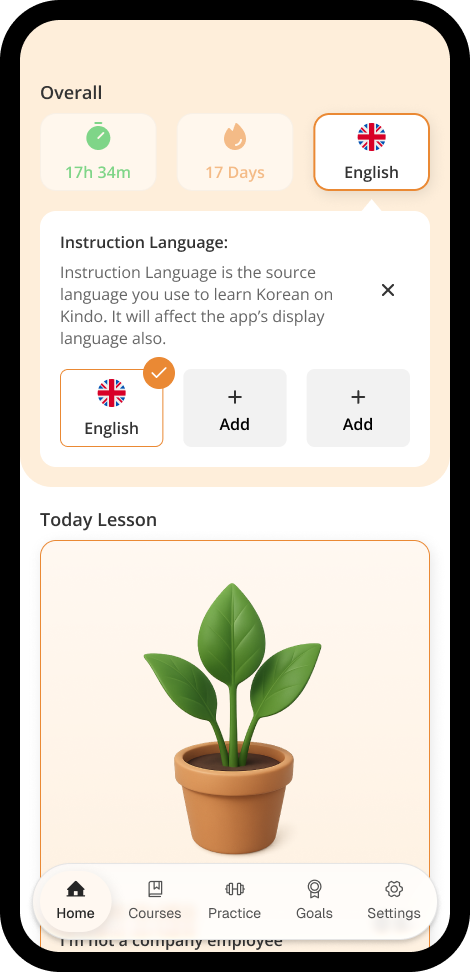 Overall
17h 34m
17 Days
English
Instruction Language:
Instruction Language is the source
language you use to learn Korean on
Kindo. It will affect the app’s display
language also.
English
Add
Add
Today Lesson
Home
Courses
Practice
Goals
Settings
I'm not a company employee